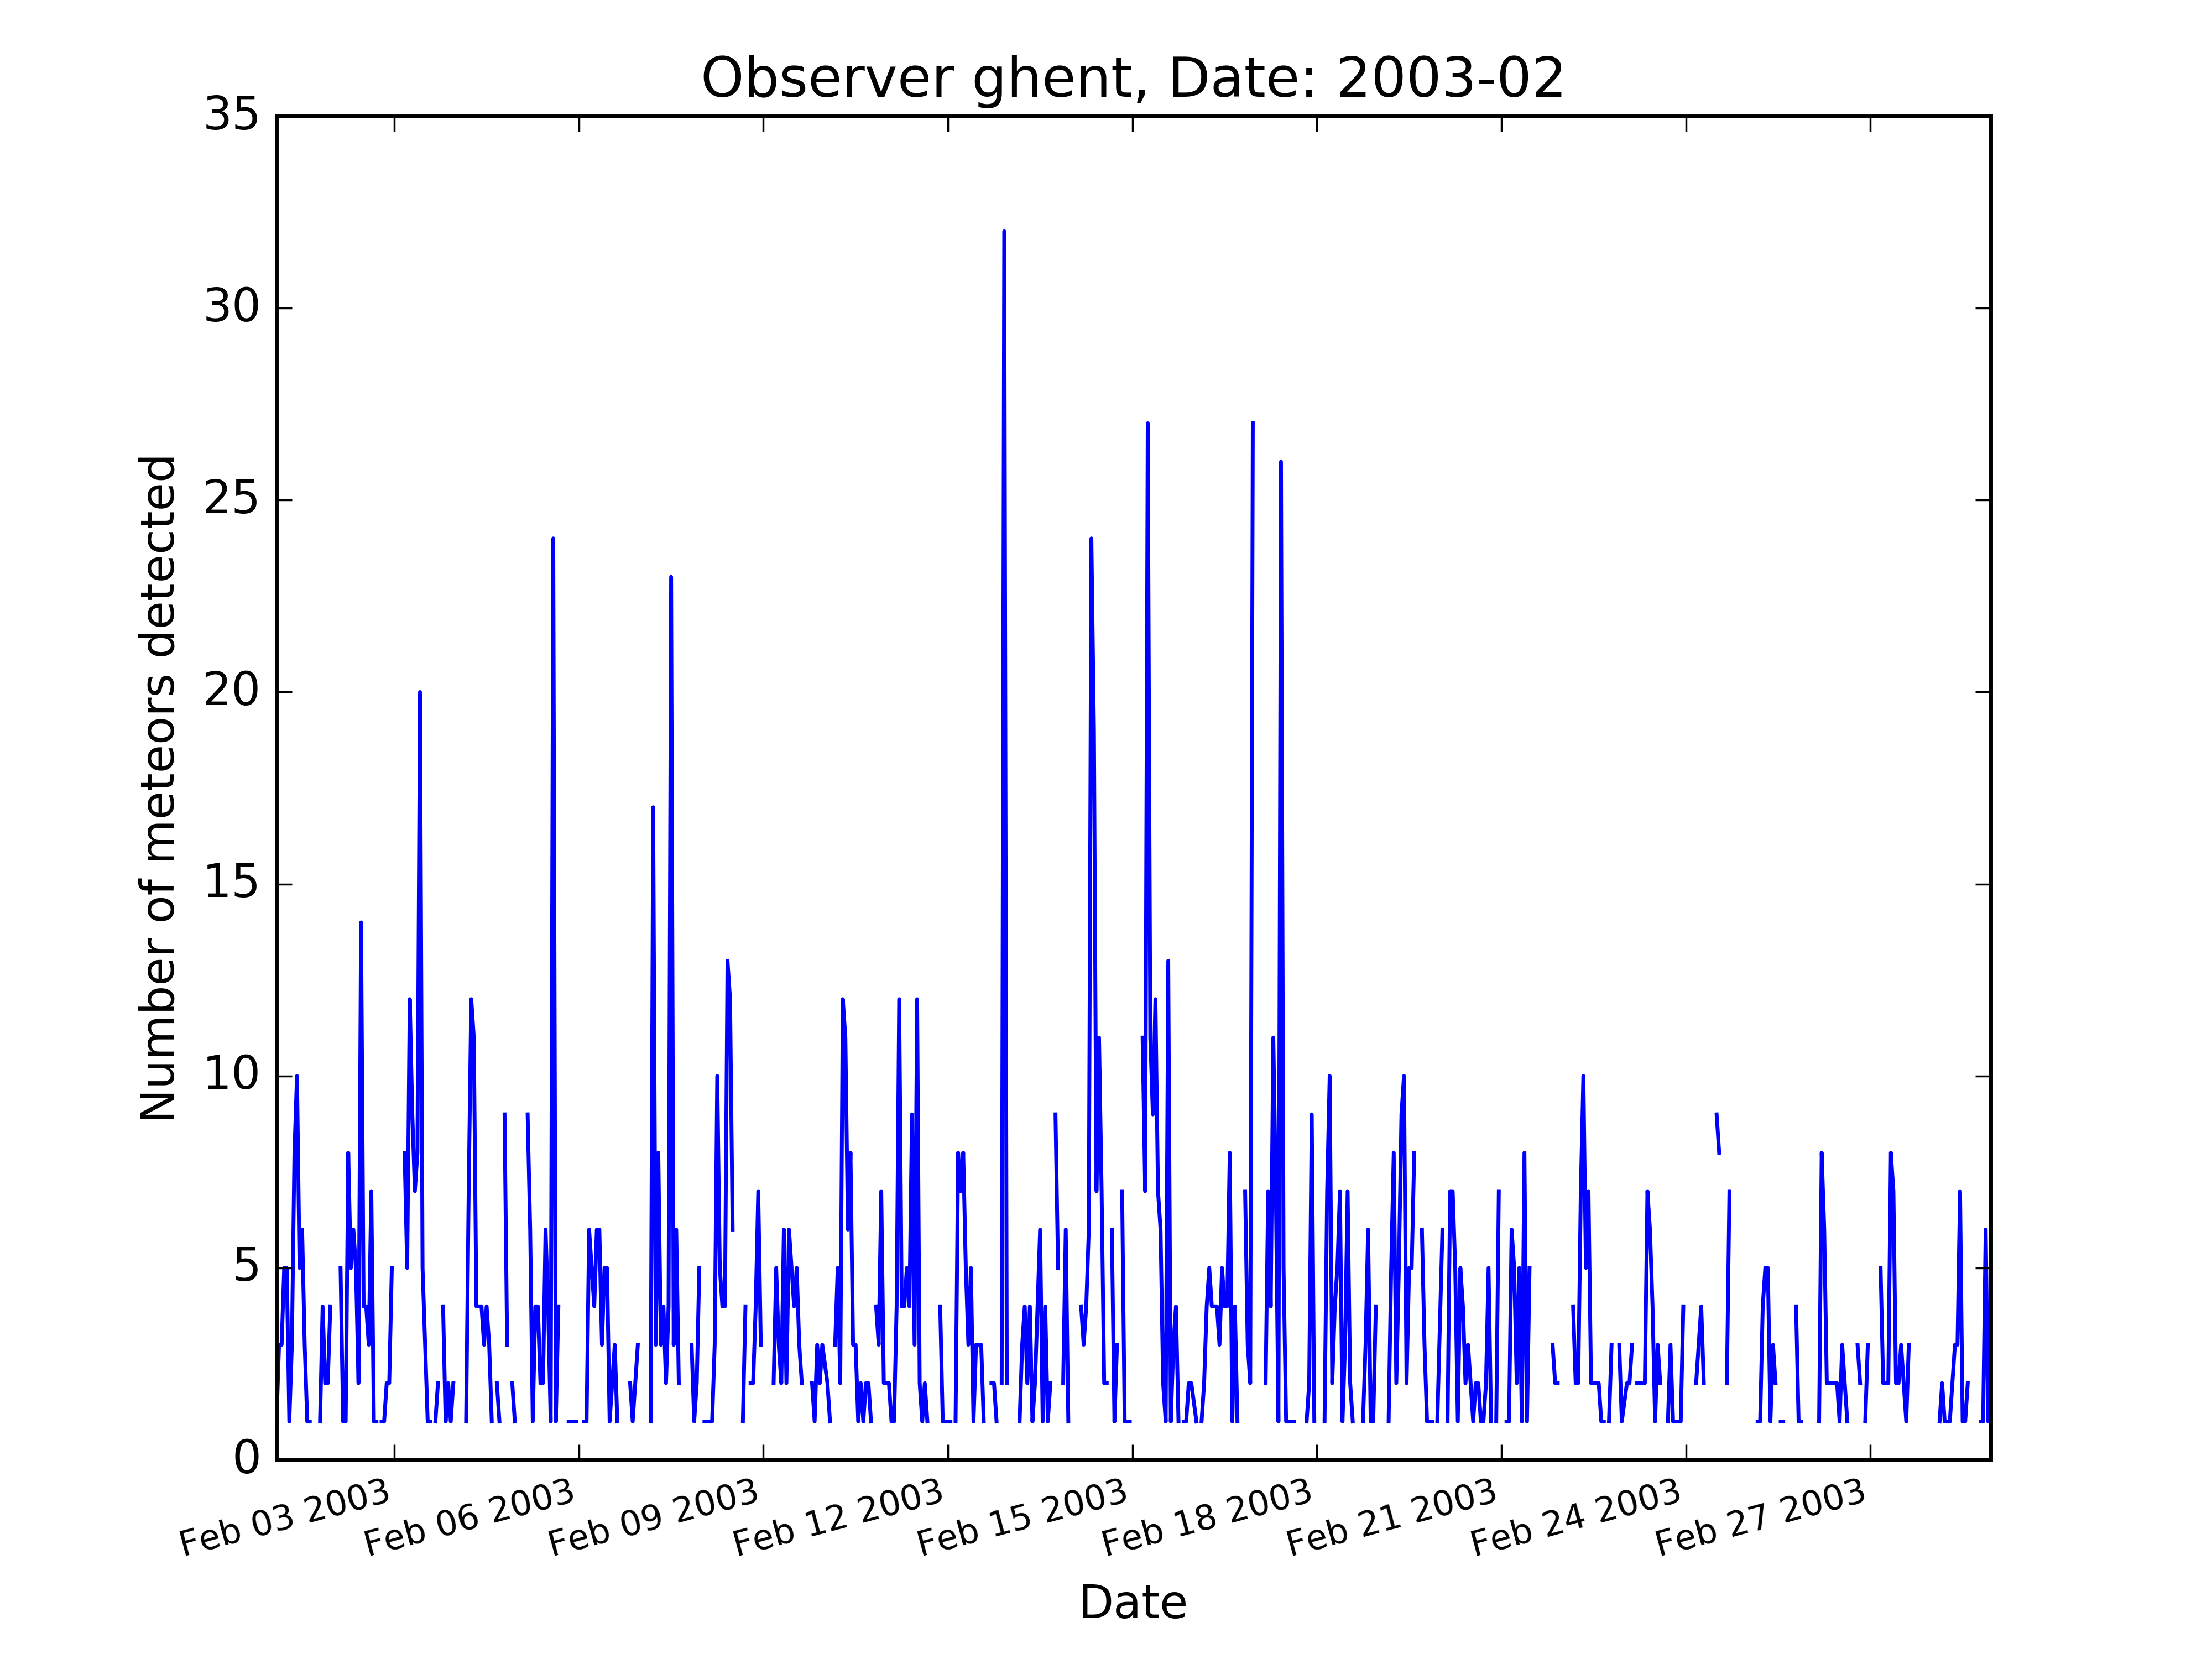 Observer ghent, Date: 2003-02
35
30
25
20
15
10
5
0
Number of meteors detected
Feb 03 2003
Feb 06 2003
Feb 09 2003
Feb 12 2003
Feb 15 2003
Feb 18 2003
Feb 21 2003
Feb 24 2003
Feb 27 2003
Date